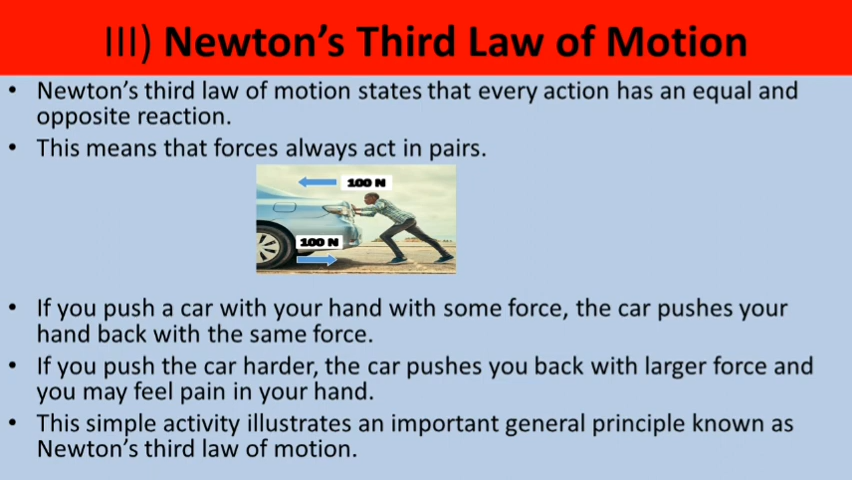 III) Newton's Third Law of Motion
• Newton's third law of motion states that every action has an equal and
opposite reaction.
• This means that forces always act in pairs.
100 N
100 N
• If you push a car with your hand with some force, the car pushes your
hand back with the same force.
• If you push the car harder, the car pushes you back with larger force and
you may feel pain in your hand.
• This simple activity illustrates an important general principle known as
Newton's third law of motion.